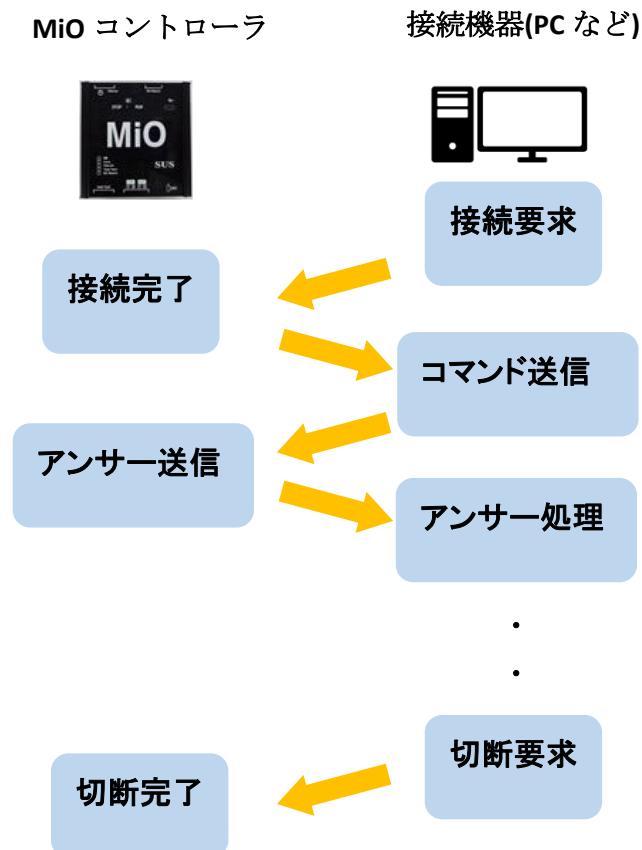 MiO コントローラ
接続機器(PC など)
MiO
SUS
接続要求
接続完了
コマンド送信
アンサー送信
アンサー処理
・
・
切断要求
切断完了